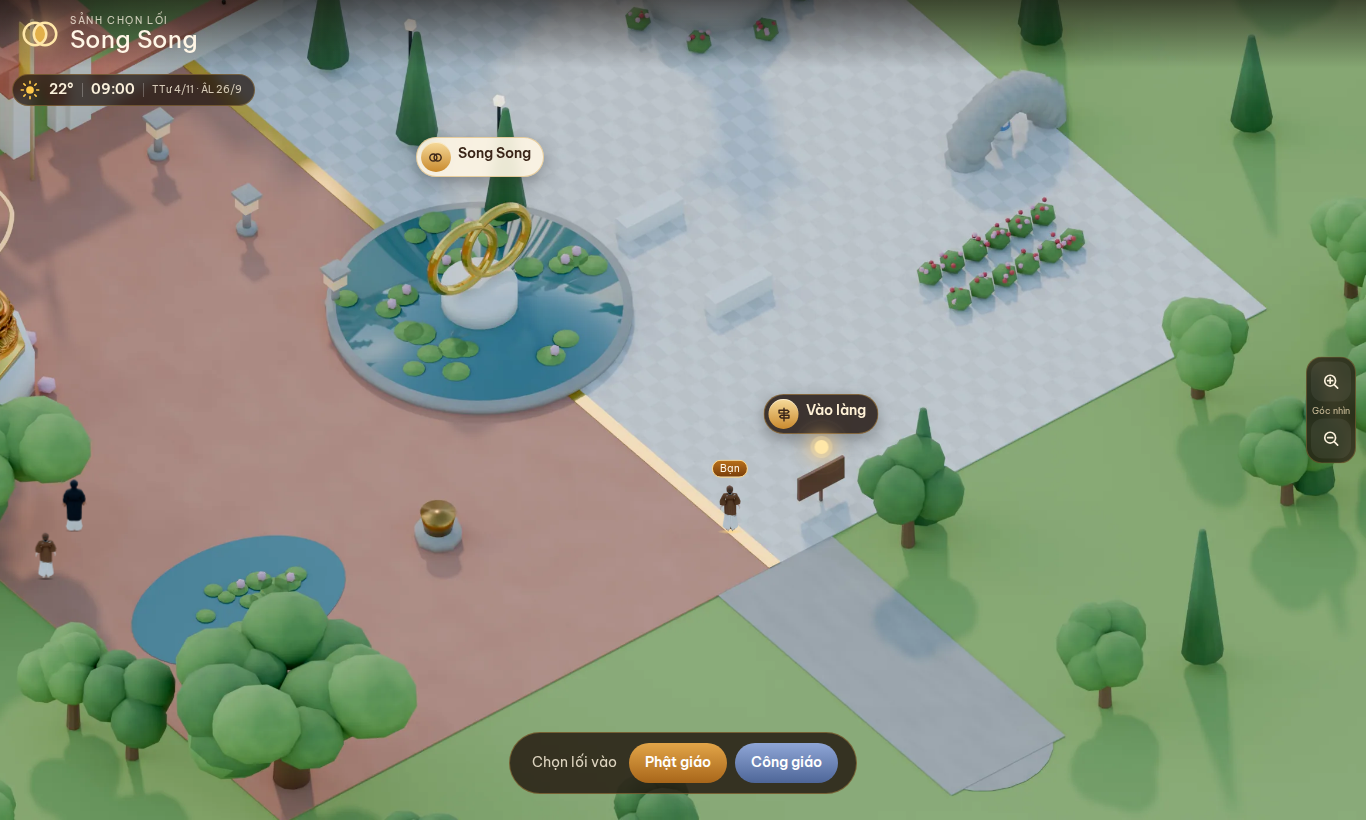 SẢNH CHỌN LỐI
Song Song
22° 09:00 TTư 4/11 · ÂL 26/9
Song Song
Vào làng
Bạn
Góc nhìn
Chọn lối vào Phật giáo Công giáo